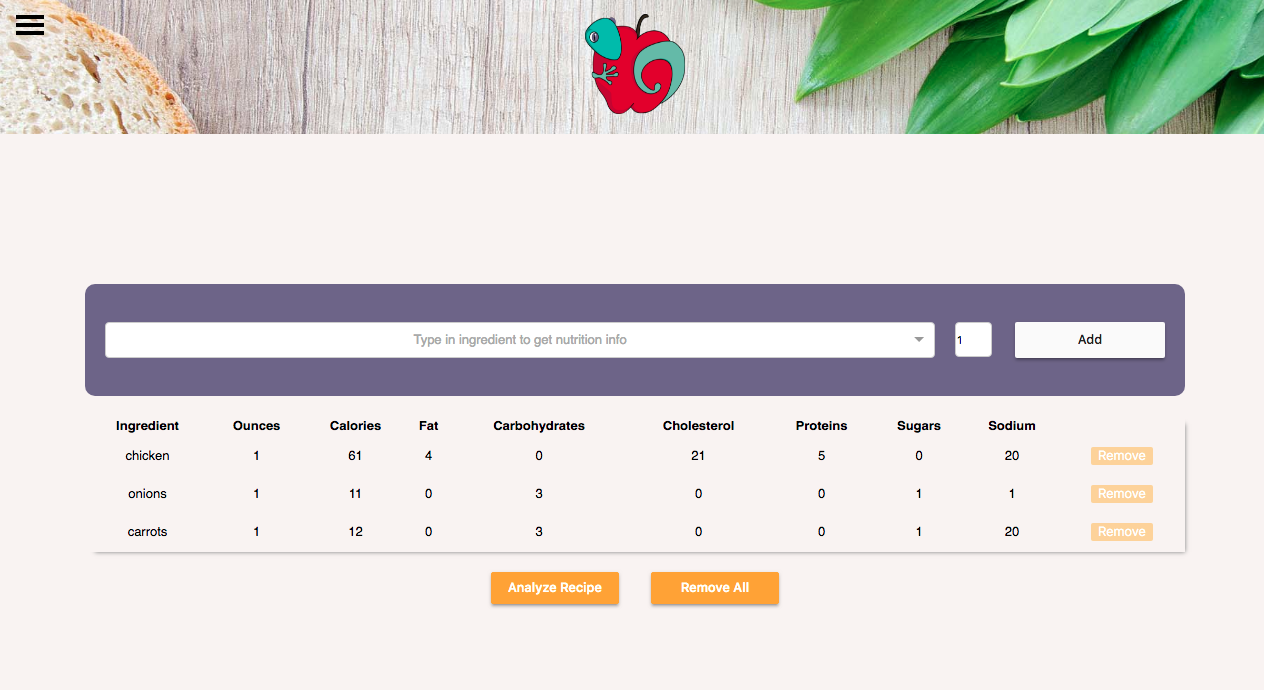 Type in ingredient to get nutrition info 1 Add
Ingredient Ounces Calories Fat Carbohydrates Cholesterol Proteins Sugars Sodium
chicken 1 61 4 0 21 5 0 20 Remove
onions 1 11 0 3 0 0 1 1 Remove
carrots 1 12 0 3 0 0 1 20 Remove
Analyze Recipe Remove All